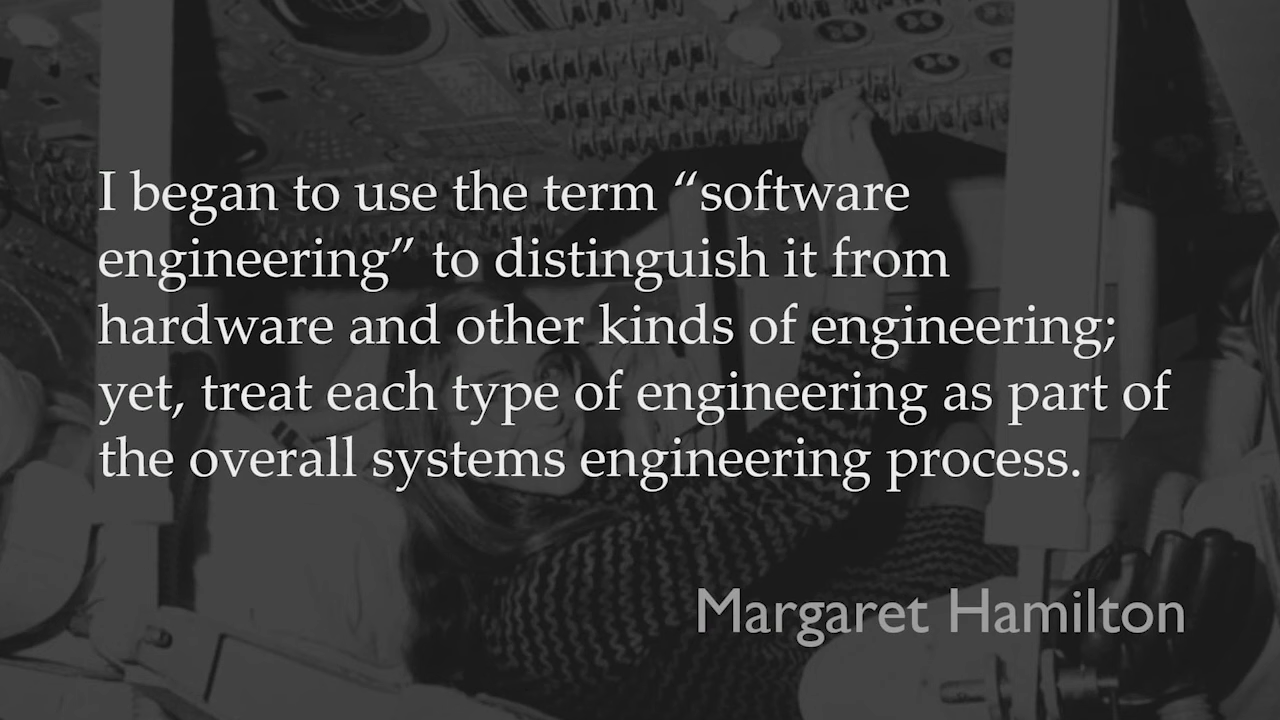 I began to use the term “software
engineering” to distinguish it from
hardware and other kinds of engineering;
yet, treat each type of engineering as part of
the overall systems engineering process.
Margaret Hamilton